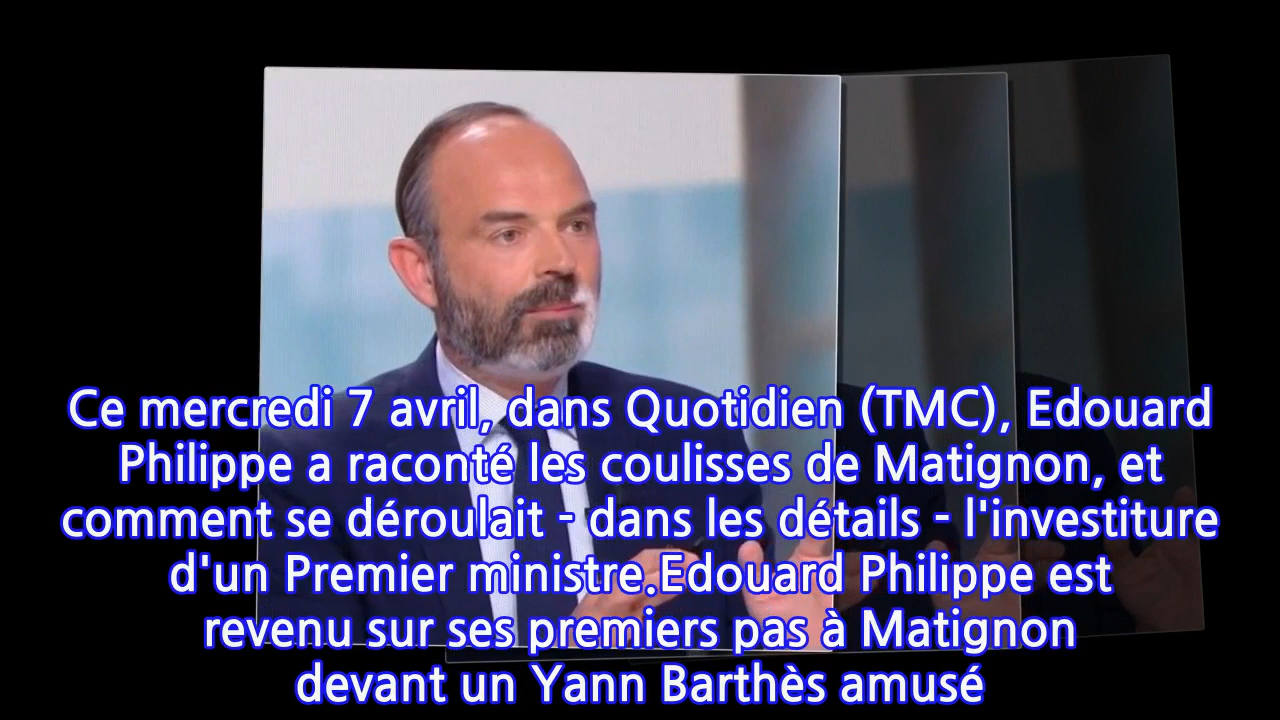 Ce mercredi 7 avril, dans Quotidien (TMC), Edouard
Philippe a raconté les coulisses de Matignon, et
comment se déroulait - dans les détails - l'investiture
d'un Premier ministre.Edouard Philippe est
revenu sur ses premiers pas à Matignon
devant un Yann Barthès amusé